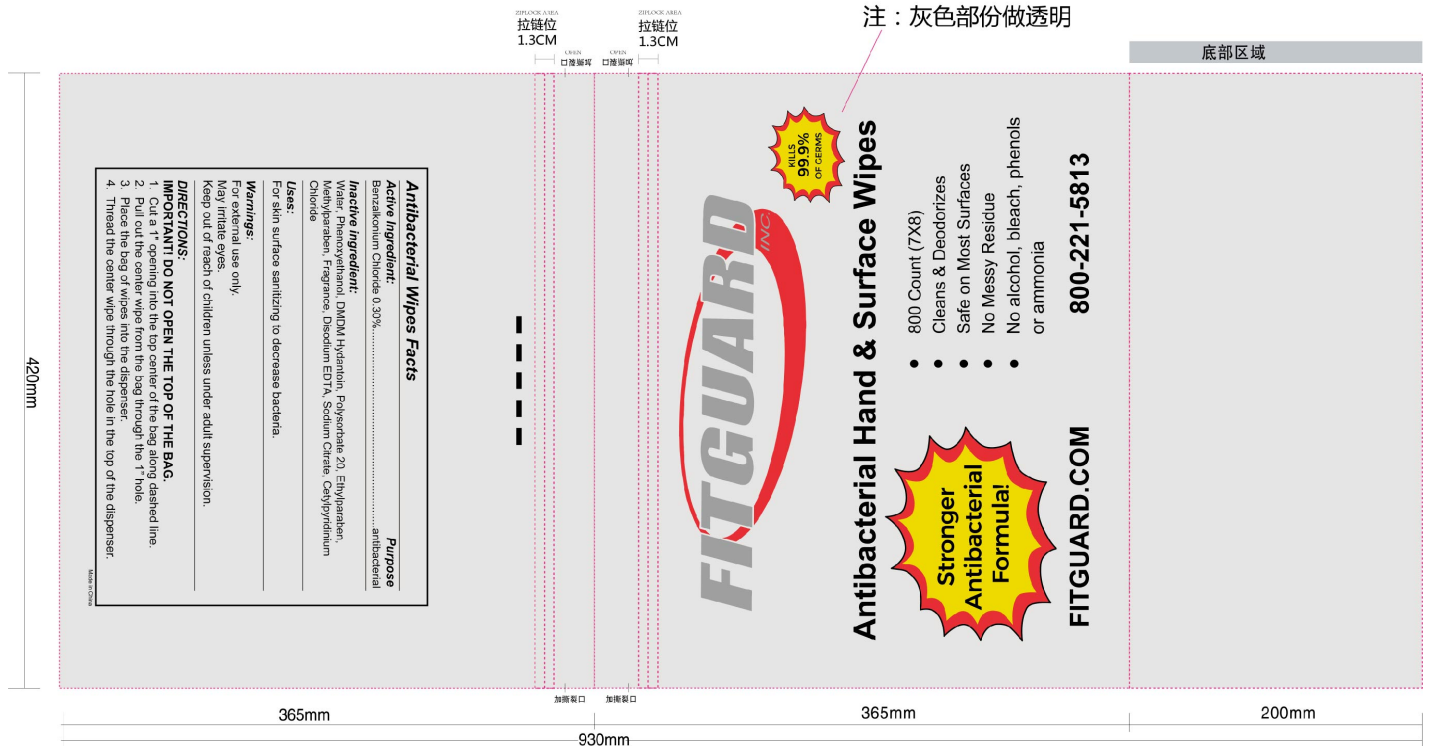 ZIPLOCK AREA
拉链位
1.3CM
OPEN
加撕裂口
OPEN
加撕裂口
ZIPLOCK AREA
拉链位
1.3CM
注：灰色部份做透明
底部区域
Antibacterial Wipes Facts
Active Ingredient: Purpose
Benzalkonium Chloride 0.30%..........................................antibacterial
Inactive ingredient:
Water, Phenoxyethanol, DMDM Hydantoin, Polysorbate 20, Ethylparaben,
Methylparaben, Fragrance, Disodium EDTA, Sodium Citrate, Cetylpyridinium
Chloride
Uses:
For skin surface sanitizing to decrease bacteria.
Warnings:
For external use only.
May irritate eyes.
Keep out of reach of children unless under adult supervision.
DIRECTIONS:
IMPORTANT! DO NOT OPEN THE TOP OF THE BAG.
1. Cut a 1" opening into the top center of the bag along dashed line.
2. Pull out the center wipe from the bag through the 1" hole.
3. Place the bag of wipes into the dispenser.
4. Thread the center wipe through the hole in the top of the dispenser.
Made in China
FITGUARD
INC.
KILLS
99.9%
OF GERMS
Antibacterial Hand & Surface Wipes
• 800 Count (7X8)
• Cleans & Deodorizes
• Safe on Most Surfaces
• No Messy Residue
• No alcohol, bleach, phenols
or ammonia
Stronger
Antibacterial
Formula!
FITGUARD.COM 800-221-5813
420mm
加撕裂口
加撕裂口
365mm
365mm
200mm
930mm